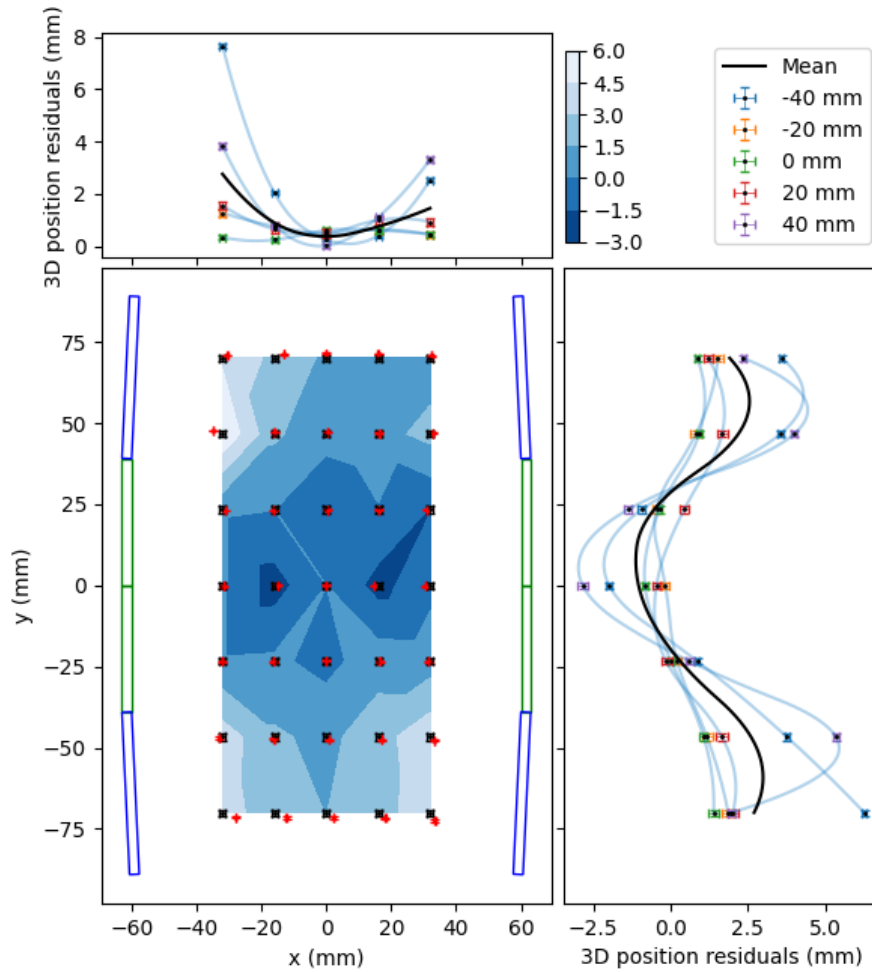 3D position residuals (mm)
8
6
4
2
0
6.0
4.5
3.0
1.5
0.0
−1.5
−3.0
Mean
-40 mm
-20 mm
0 mm
20 mm
40 mm
y (mm)
75
50
25
0
−25
−50
−75
−60 −40 −20 0 20 40 60
x (mm)
−2.5 0.0 2.5 5.0
3D position residuals (mm)